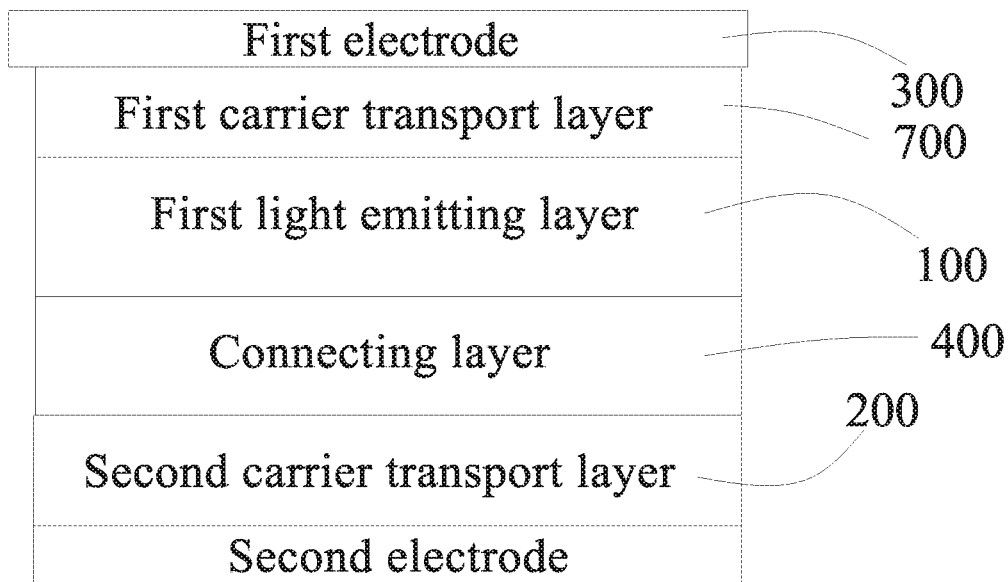 First electrode
300
First carrier transport layer
700
First light emitting layer
100
Connecting layer
400
200
Second carrier transport layer
Second electrode